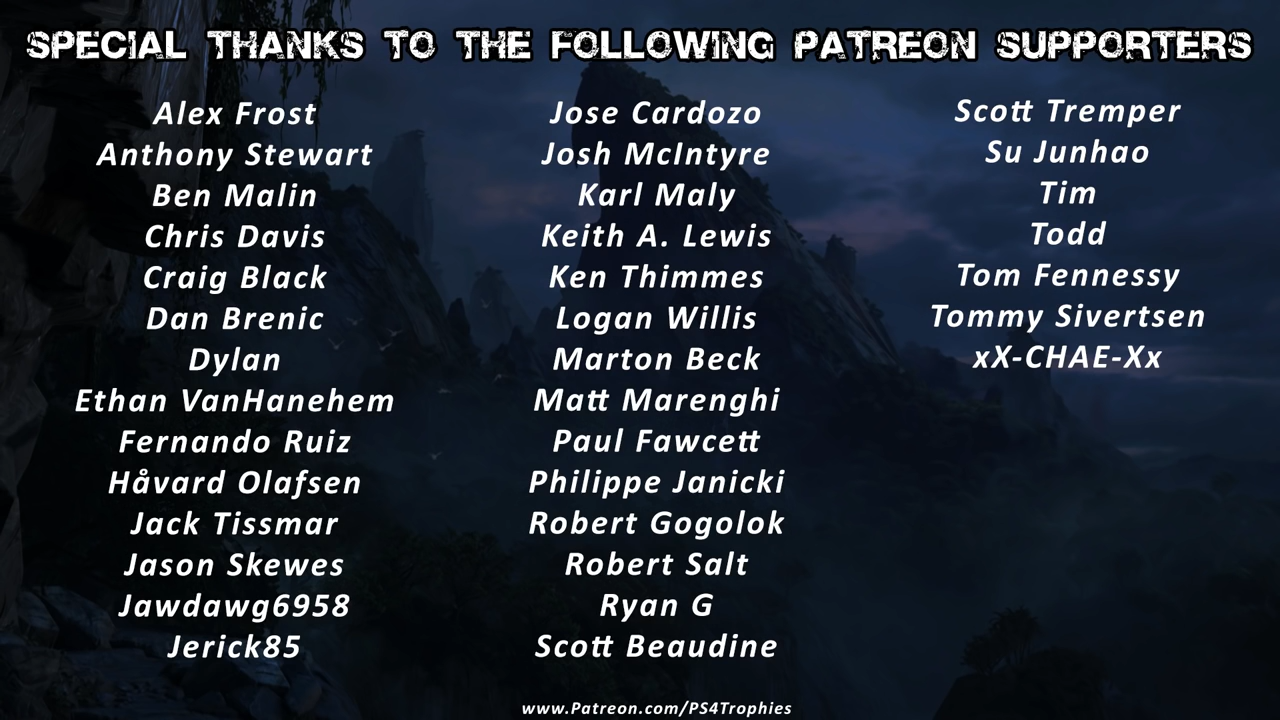 SPECIAL THANKS TO THE FOLLOWING PATREON SUPPORTERS
Alex Frost
Anthony Stewart
Ben Malin
Chris Davis
Craig Black
Dan Brenic
Dylan
Ethan VanHanehem
Fernando Ruiz
Håvard Olafsen
Jack Tissmar
Jason Skewes
Jawdawg6958
Jerick85
Jose Cardozo
Josh McIntyre
Karl Maly
Keith A. Lewis
Ken Thimmes
Logan Willis
Marton Beck
Matt Marenghi
Paul Fawcett
Philippe Janicki
Robert Gogolok
Robert Salt
Ryan G
Scott Beaudine
Scott Tremper
Su Junhao
Tim
Todd
Tom Fennessy
Tommy Sivertsen
xX-CHAE-Xx
www.Patreon.com/PS4Trophies